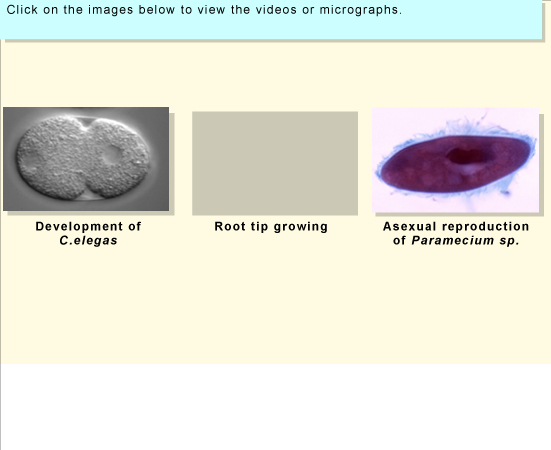 Click on the images below to view the videos or micrographs.
Development of
C.elegas
Root tip growing
Asexual reproduction
of Paramecium sp.